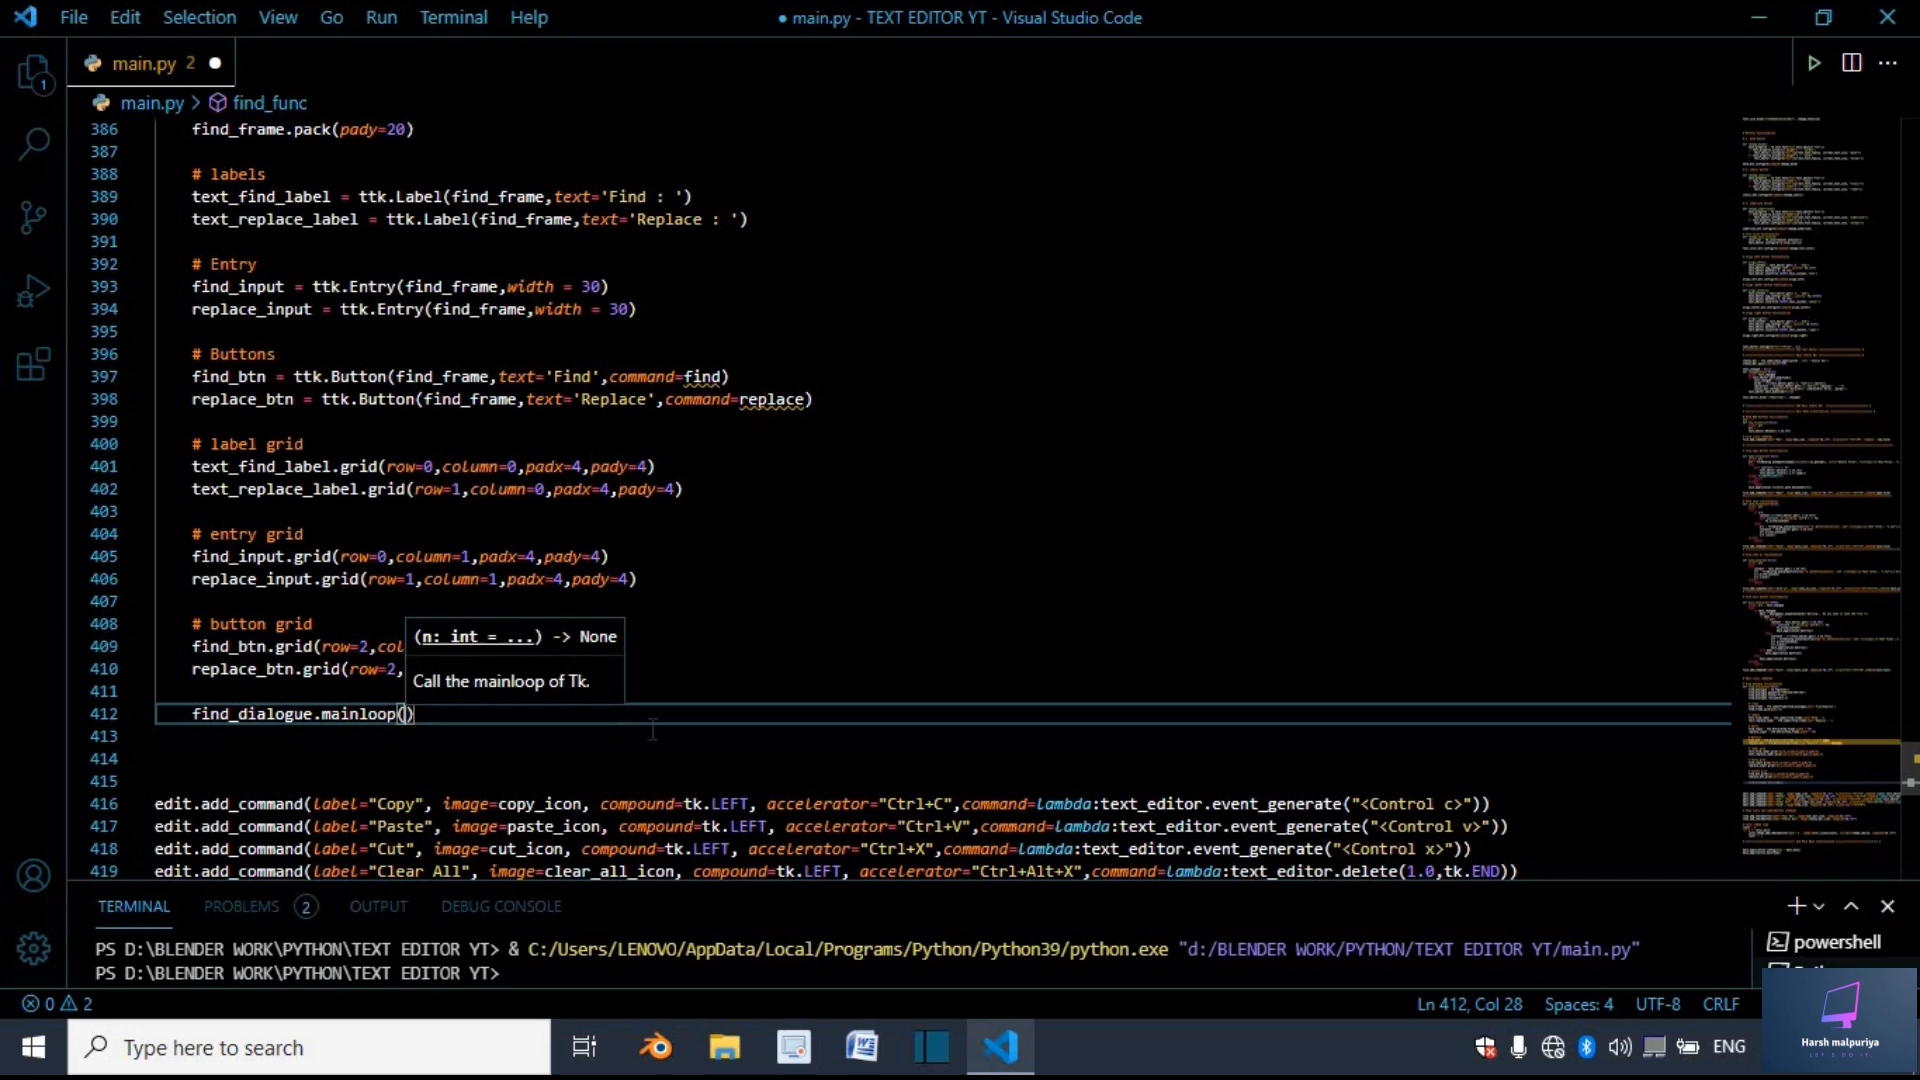 File Edit Selection View Go Run Terminal Help
● main.py - TEXT EDITOR YT - Visual Studio Code
main.py 2
1
main.py > find_func
386 find_frame.pack(pady=20)
387
388 # labels
389 text_find_label = ttk.Label(find_frame,text='Find : ')
390 text_replace_label = ttk.Label(find_frame,text='Replace : ')
391
392 # Entry
393 find_input = ttk.Entry(find_frame,width = 30)
394 replace_input = ttk.Entry(find_frame,width = 30)
395
396 # Buttons
397 find_btn = ttk.Button(find_frame,text='Find',command=find)
398 replace_btn = ttk.Button(find_frame,text='Replace',command=replace)
399
400 # label grid
401 text_find_label.grid(row=0,column=0,padx=4,pady=4)
402 text_replace_label.grid(row=1,column=0,padx=4,pady=4)
403
404 # entry grid
405 find_input.grid(row=0,column=1,padx=4,pady=4)
406 replace_input.grid(row=1,column=1,padx=4,pady=4)
407
408 # button grid
(n: int = ...) -> None
409 find_btn.grid(row=2,col
410 replace_btn.grid(row=2,
Call the mainloop of Tk.
411
412 find_dialogue.mainloop()
413
414
415
416 edit.add_command(label="Copy", image=copy_icon, compound=tk.LEFT, accelerator="Ctrl+C",command=lambda:text_editor.event_generate("<Control c>"))
417 edit.add_command(label="Paste", image=paste_icon, compound=tk.LEFT, accelerator="Ctrl+V",command=lambda:text_editor.event_generate("<Control v>"))
418 edit.add_command(label="Cut", image=cut_icon, compound=tk.LEFT, accelerator="Ctrl+X",command=lambda:text_editor.event_generate("<Control x>"))
419 edit.add_command(label="Clear All", image=clear_all_icon, compound=tk.LEFT, accelerator="Ctrl+Alt+X",command=lambda:text_editor.delete(1.0,tk.END))
TERMINAL PROBLEMS 2 OUTPUT DEBUG CONSOLE
PS D:\BLENDER WORK\PYTHON\TEXT EDITOR YT> & C:/Users/LENOVO/AppData/Local/Programs/Python/Python39/python.exe "d:/BLENDER WORK/PYTHON/TEXT EDITOR YT/main.py"
PS D:\BLENDER WORK\PYTHON\TEXT EDITOR YT>
powershell
0 2
Ln 412, Col 28 Spaces: 4 UTF-8 CRLF
Type here to search
ENG
Harsh malpuriya
LET'S DO IT